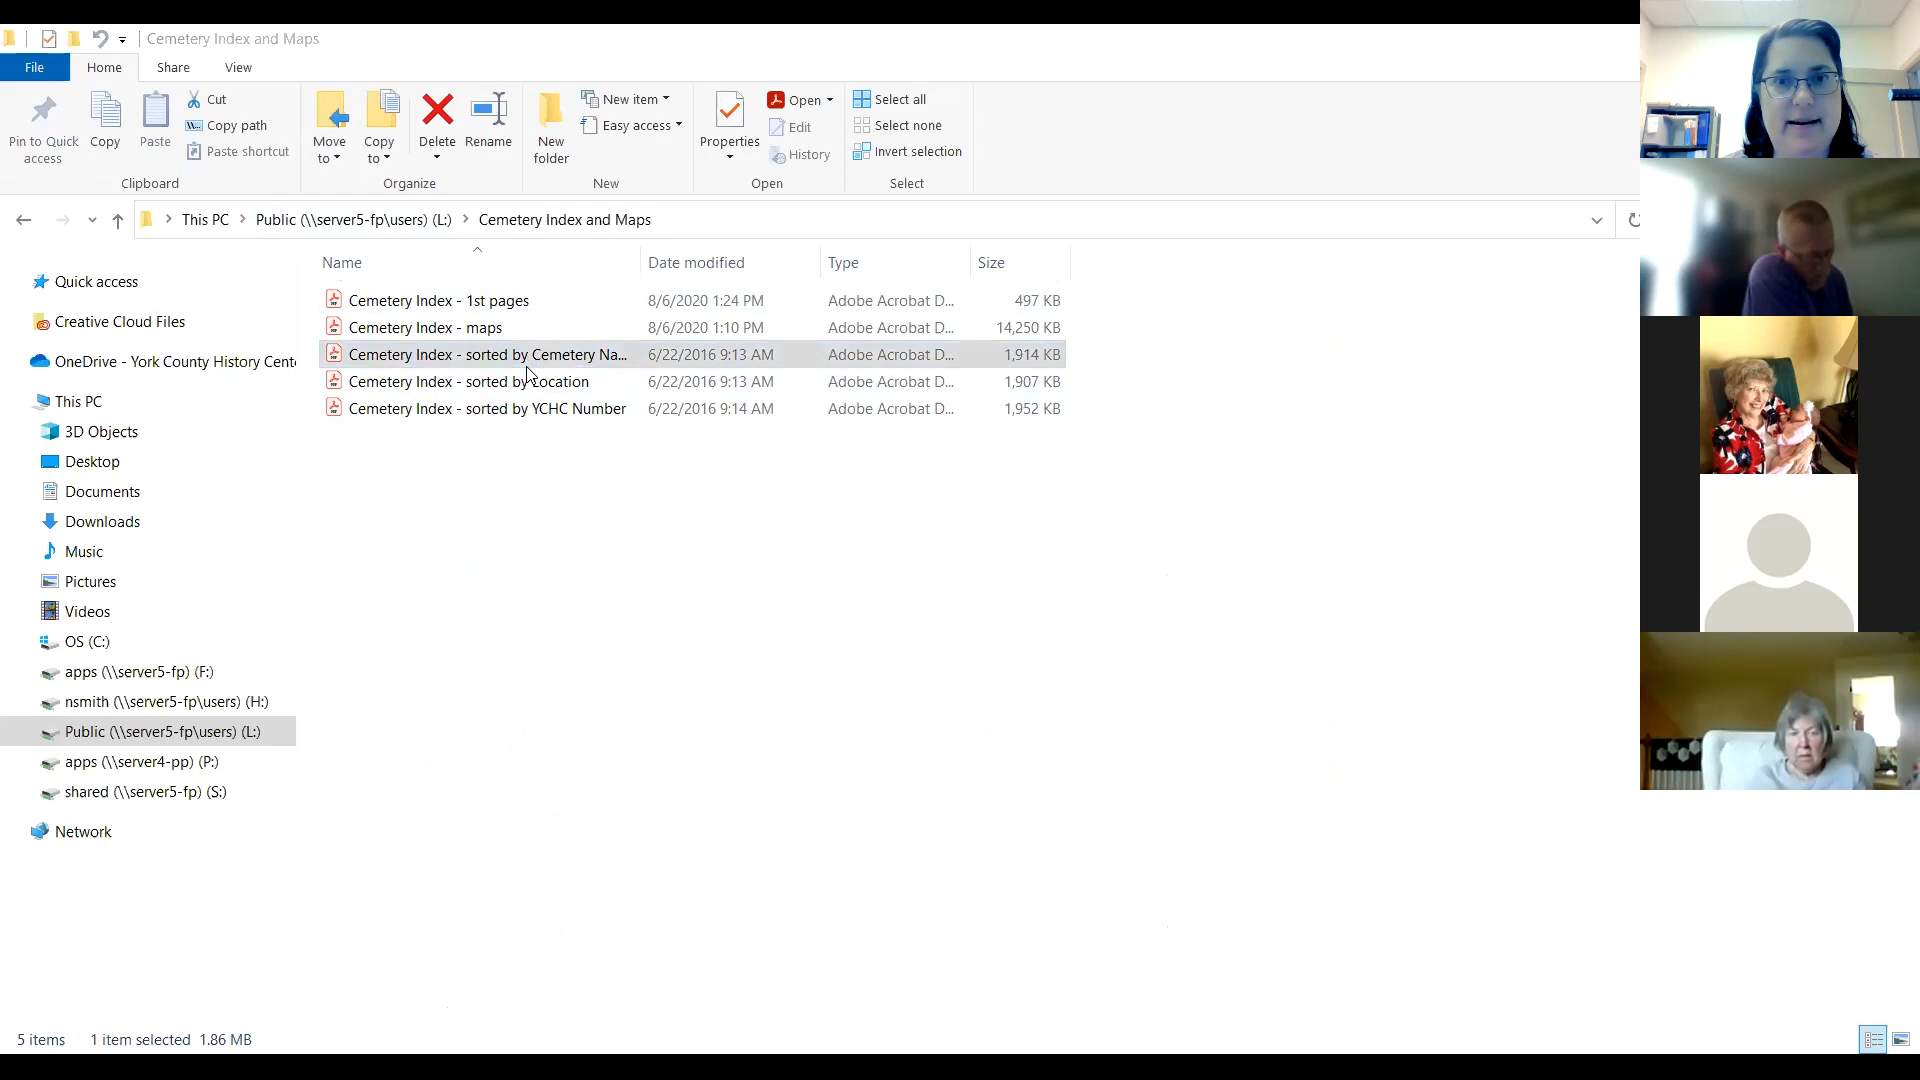 Cemetery Index and Maps
File Home Share View
Pin to Quick access
Copy
Paste
Cut
Copy path
Paste shortcut
Clipboard
Move to
Copy to
Delete
Rename
Organize
New folder
New item
Easy access
New
Properties
Open
Edit
History
Open
Select all
Select none
Invert selection
Select
This PC > Public (\\server5-fp\users) (L:) > Cemetery Index and Maps
Name Date modified Type Size
Cemetery Index - 1st pages 8/6/2020 1:24 PM Adobe Acrobat D... 497 KB
Cemetery Index - maps 8/6/2020 1:10 PM Adobe Acrobat D... 14,250 KB
Cemetery Index - sorted by Cemetery Na... 6/22/2016 9:13 AM Adobe Acrobat D... 1,914 KB
Cemetery Index - sorted by Location 6/22/2016 9:13 AM Adobe Acrobat D... 1,907 KB
Cemetery Index - sorted by YCHC Number 6/22/2016 9:14 AM Adobe Acrobat D... 1,952 KB
Quick access
Creative Cloud Files
OneDrive - York County History Cente
This PC
3D Objects
Desktop
Documents
Downloads
Music
Pictures
Videos
OS (C:)
apps (\\server5-fp) (F:)
nsmith (\\server5-fp\users) (H:)
Public (\\server5-fp\users) (L:)
apps (\\server4-pp) (P:)
shared (\\server5-fp) (S:)
Network
5 items 1 item selected 1.86 MB